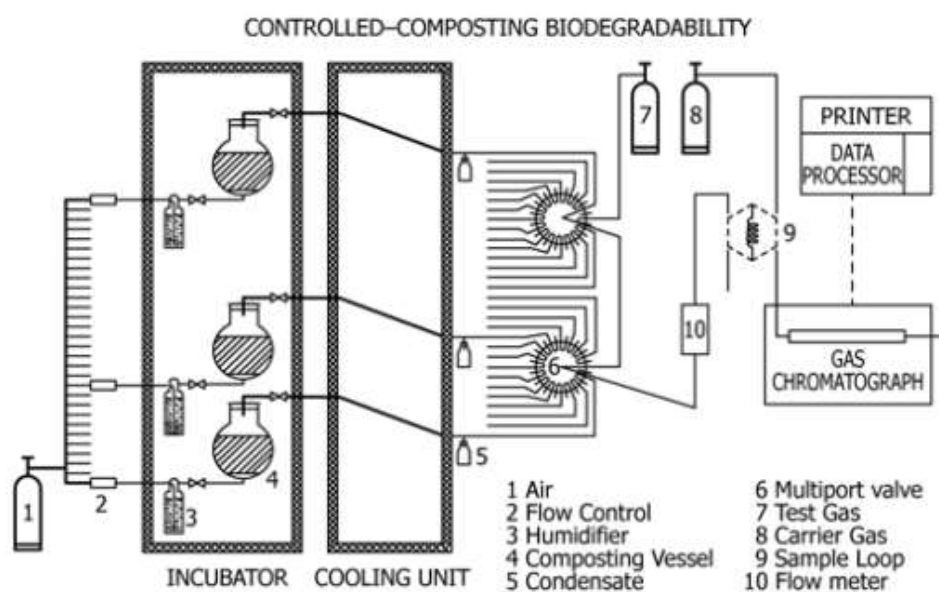 CONTROLLED–COMPOSTING BIODEGRADABILITY
7
8
PRINTER
DATA
PROCESSOR
9
10
6
GAS
CHROMATOGRAPH
1
2
3
4
5
INCUBATOR
COOLING UNIT
1 Air
2 Flow Control
3 Humidifier
4 Composting Vessel
5 Condensate
6 Multiport valve
7 Test Gas
8 Carrier Gas
9 Sample Loop
10 Flow meter